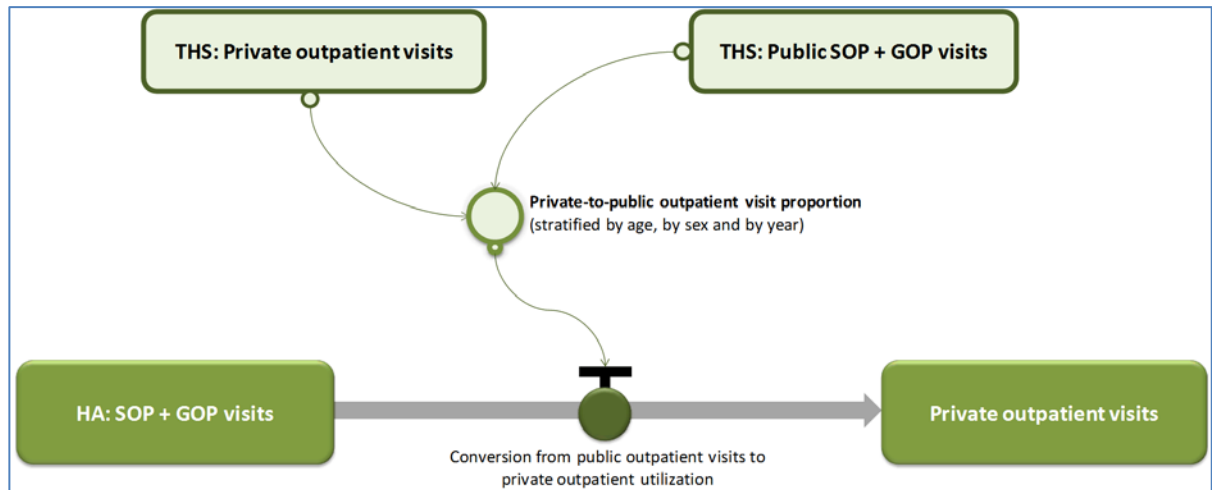 THS: Private outpatient visits
THS: Public SOP + GOP visits
Private-to-public outpatient visit proportion
(stratified by age, by sex and by year)
HA: SOP + GOP visits
Private outpatient visits
Conversion from public outpatient visits to
private outpatient utilization